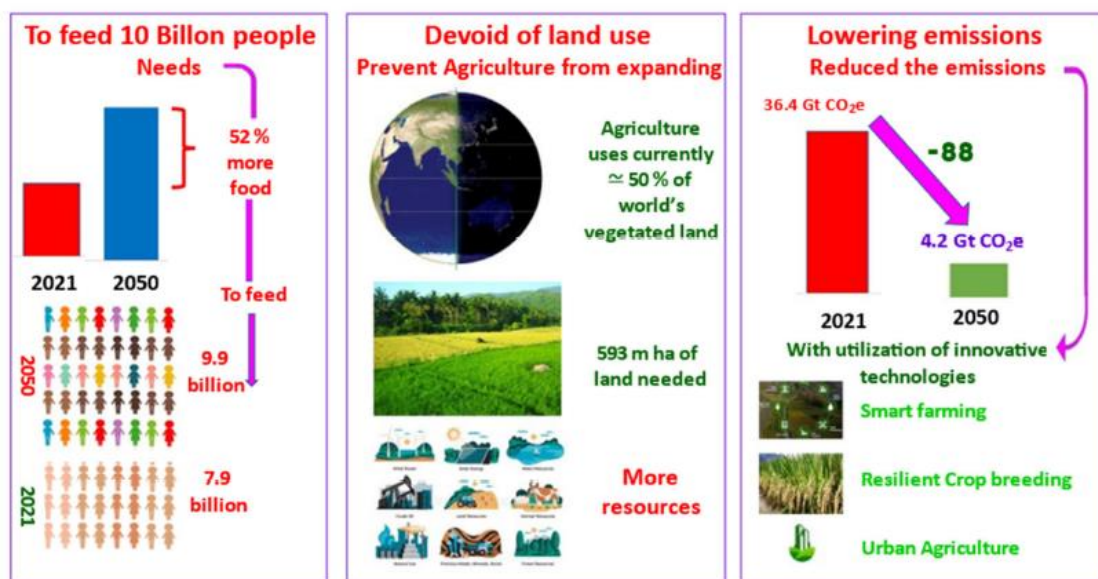 To feed 10 Billon people
Needs
52 %
more
food
2021
2050
To feed
2050
9.9
billion
2021
7.9
billion
Devoid of land use
Prevent Agriculture from expanding
Agriculture
uses currently
≃ 50 % of
world's
vegetated land
593 m ha of
land needed
More
resources
Lowering emissions
Reduced the emissions
36.4 Gt CO₂e
-88
4.2 Gt CO₂e
2021
2050
With utilization of innovative
technologies
Smart farming
Resilient Crop breeding
Urban Agriculture